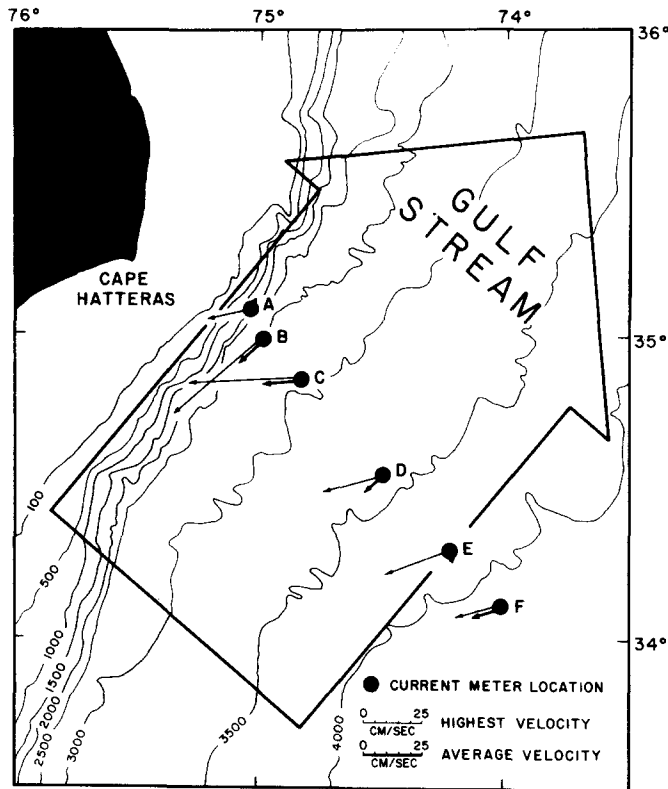 76°
75°
74°
36°
GULF
STREAM
CAPE
HATTERAS
A
B
C
35°
D
E
F
100
500
1000
1500
2000
2500
3000
3500
4000
34°
CURRENT METER LOCATION
0 25
CM/SEC
HIGHEST VELOCITY
0 25
CM/SEC
AVERAGE VELOCITY